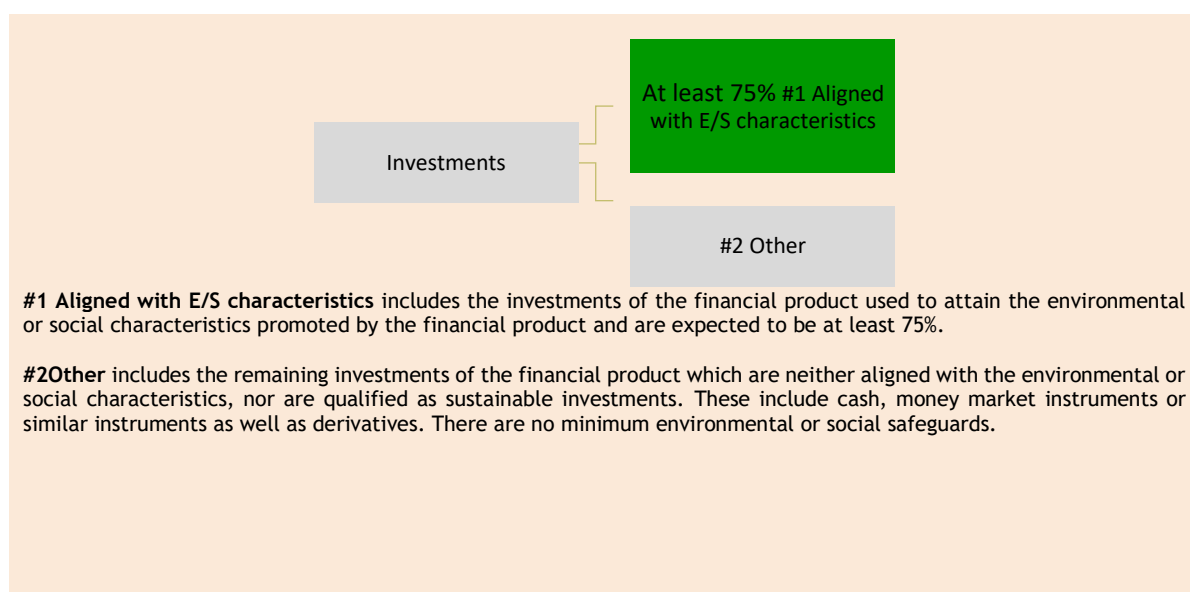 At least 75% #1 Aligned
with E/S characteristics
Investments
#2 Other
#1 Aligned with E/S characteristics includes the investments of the financial product used to attain the environmental
or social characteristics promoted by the financial product and are expected to be at least 75%.
#2Other includes the remaining investments of the financial product which are neither aligned with the environmental or
social characteristics, nor are qualified as sustainable investments. These include cash, money market instruments or
similar instruments as well as derivatives. There are no minimum environmental or social safeguards.